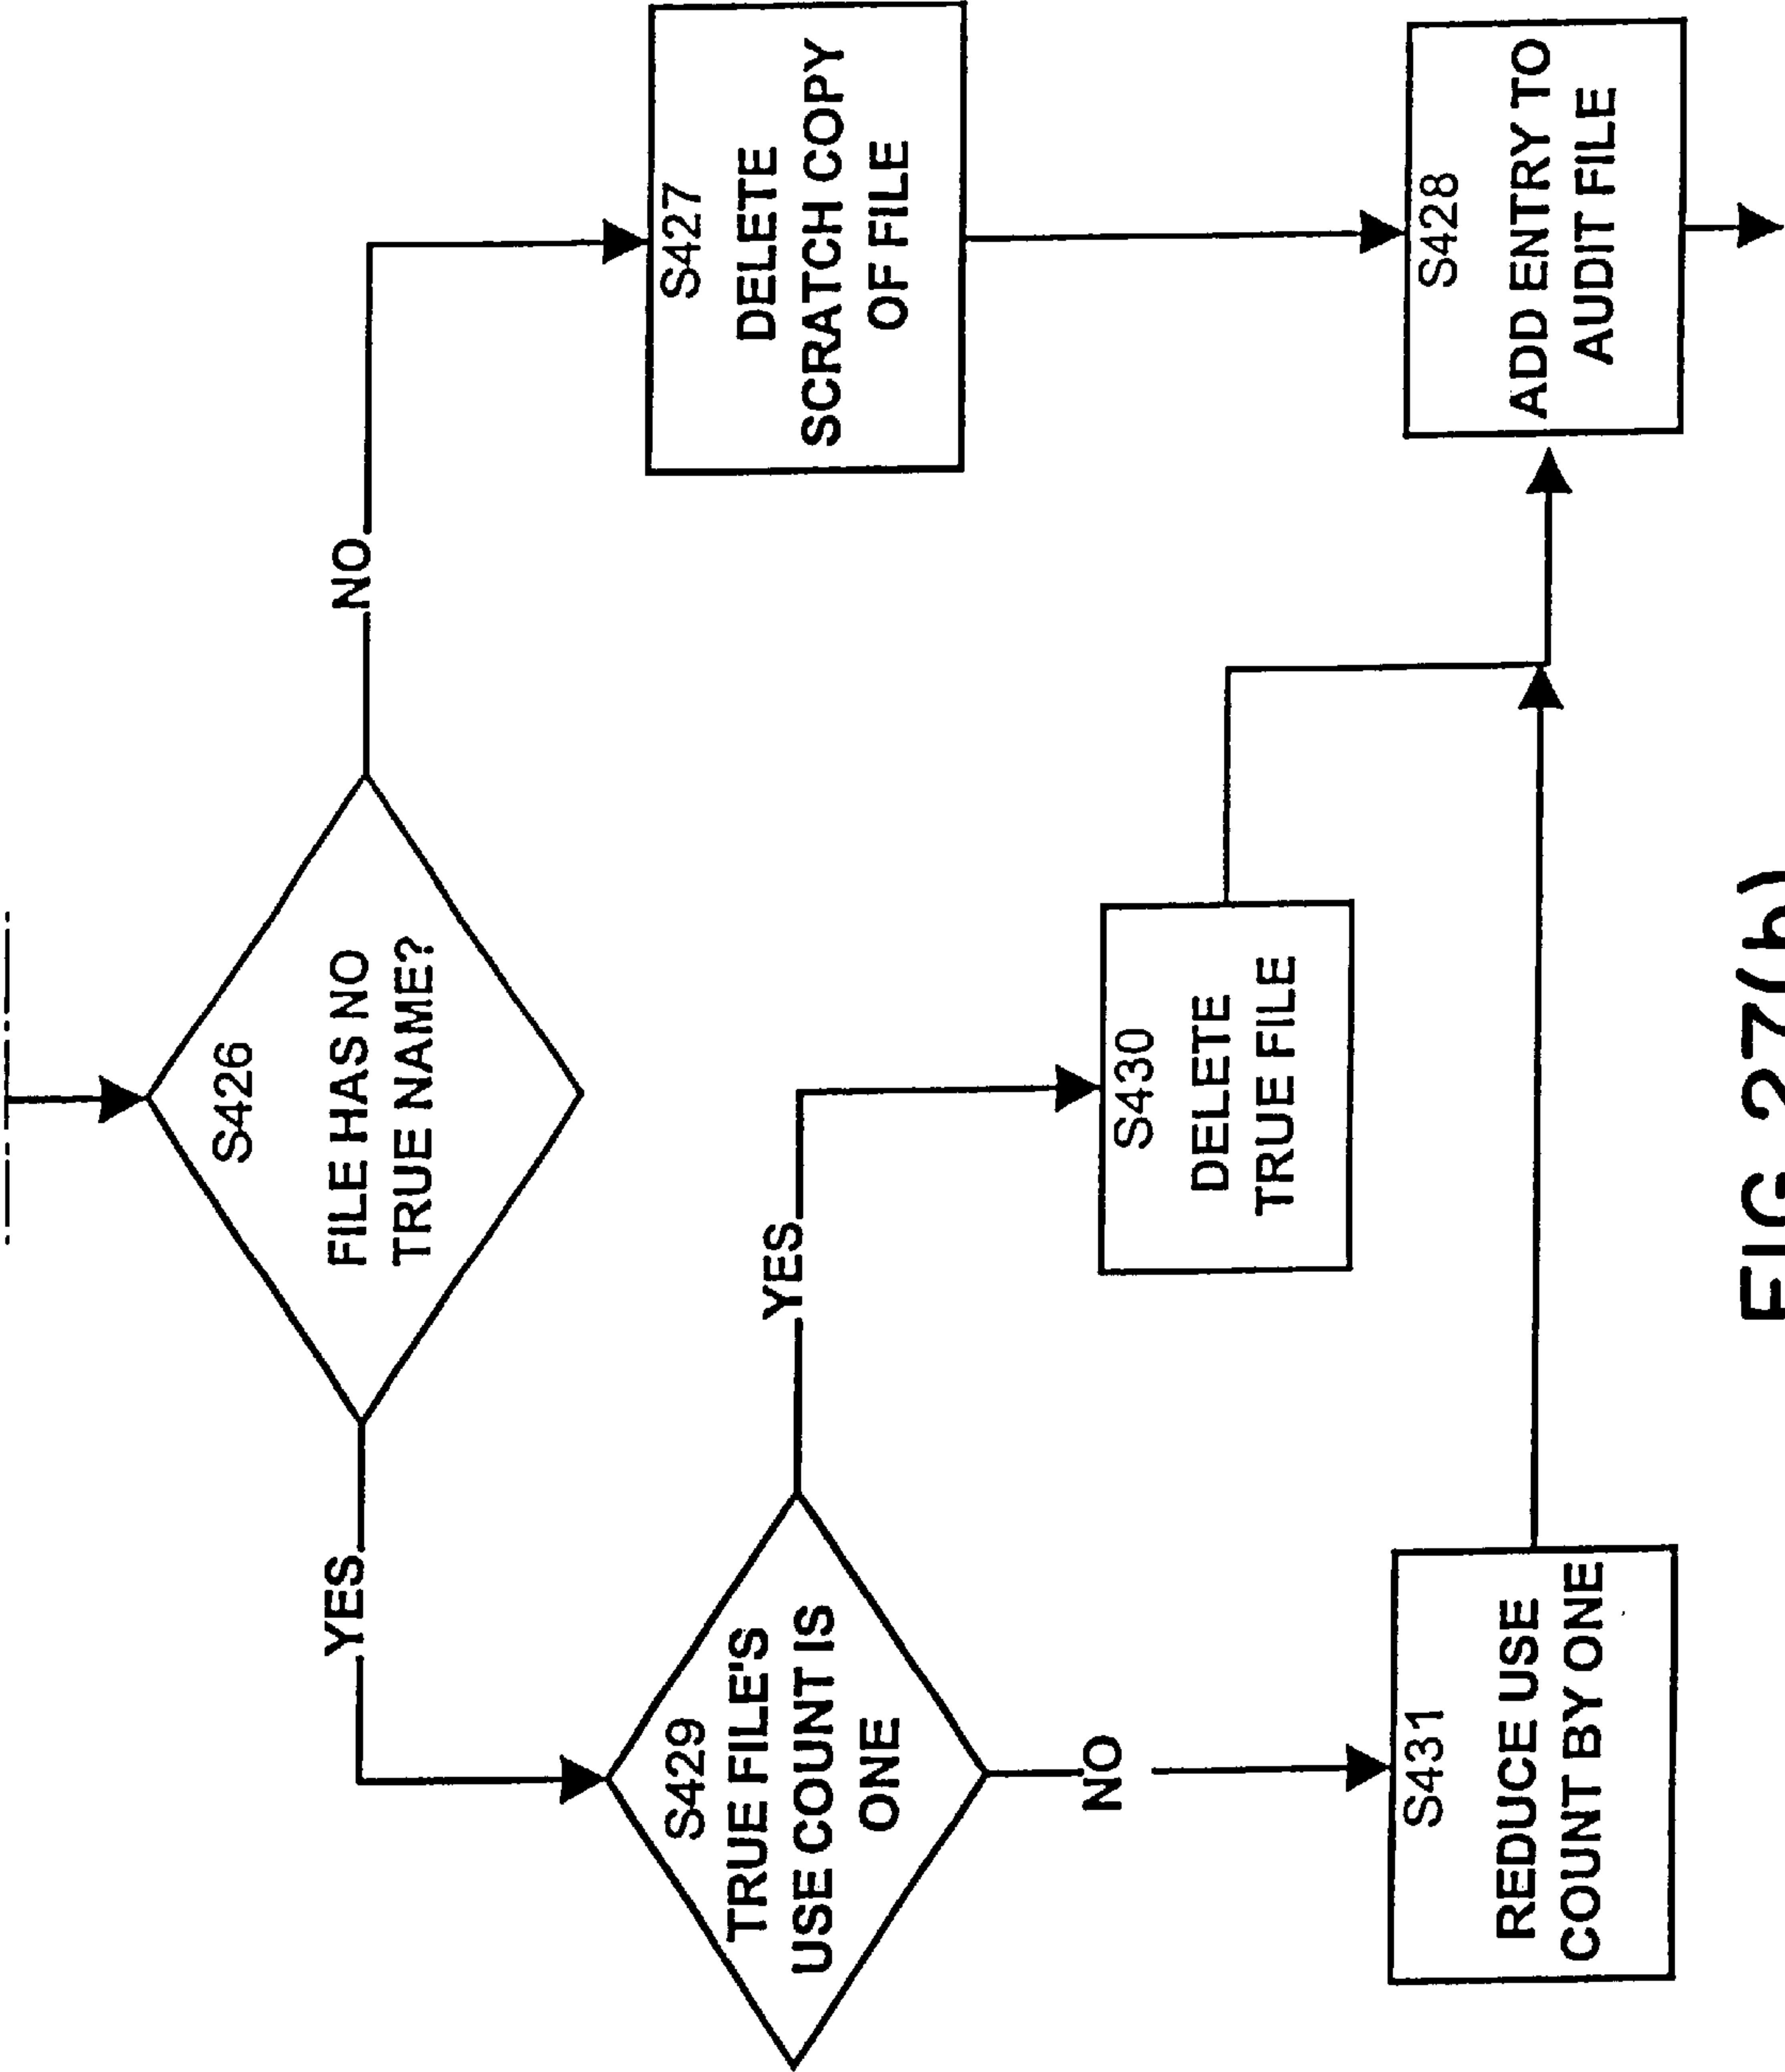 S426
FILE HAS NO
TRUE NAME?
YES
NO
S429
TRUE FILE'S
USE COUNT IS
ONE
YES
NO
S427
DELETE
SCRATCH COPY
OF FILE
S430
DELETE
TRUE FILE
S431
REDUCE USE
COUNT BY ONE
S428
ADD ENTRY TO
AUDIT FILE
FIG. 27(b)